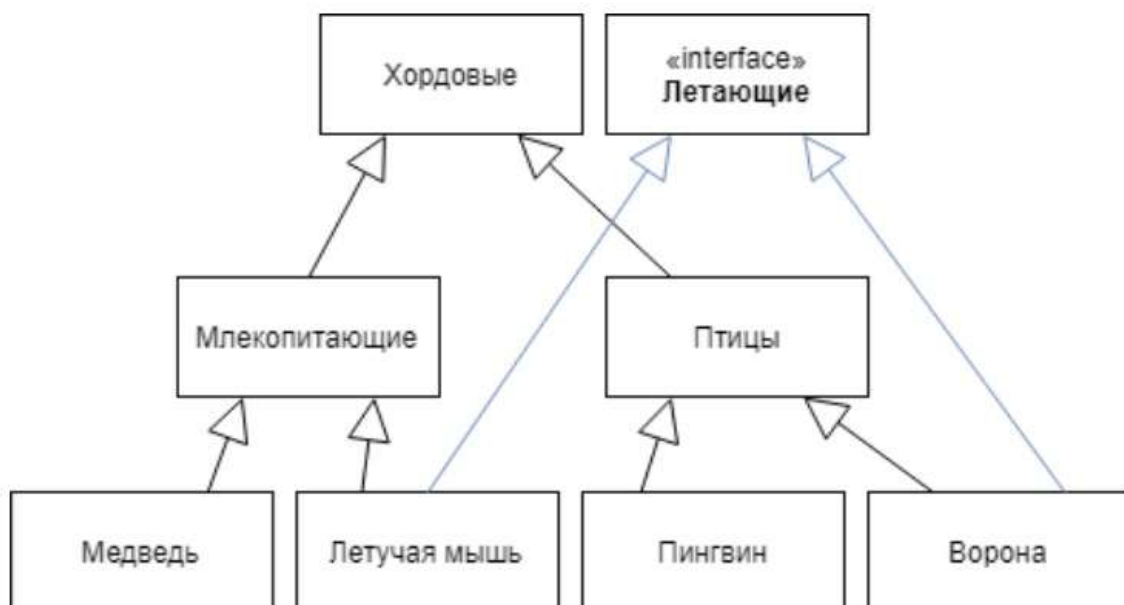 Хордовые
«interface»
Летающие
Млекопитающие
Птицы
Медведь
Летучая мышь
Пингвин
Ворона